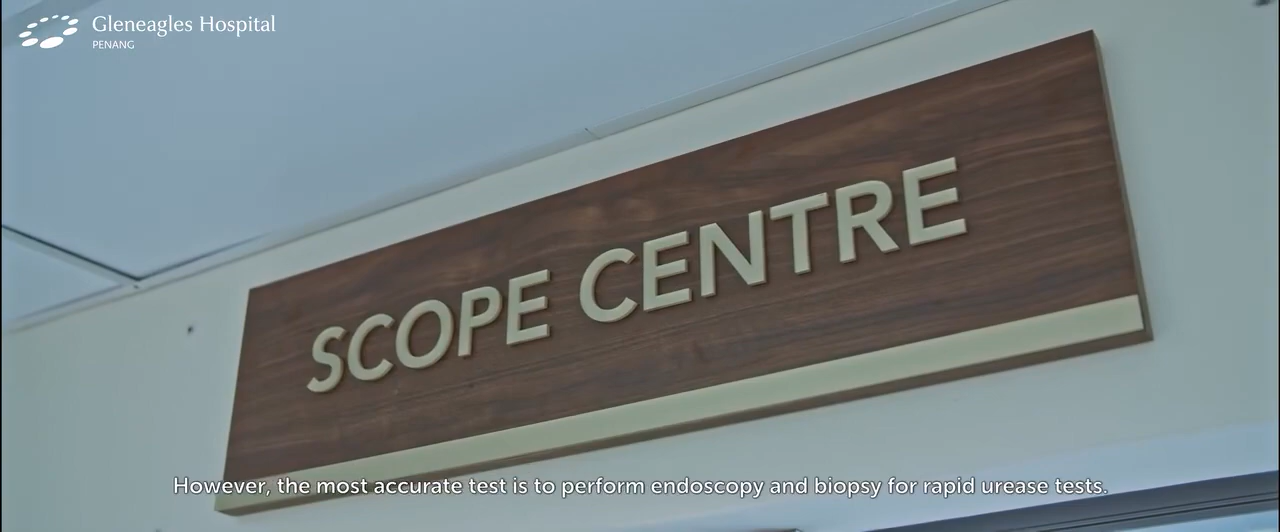 Gleneagles Hospital
PENANG
SCOPE CENTRE
However, the most accurate test is to perform endoscopy and biopsy for rapid urease tests.